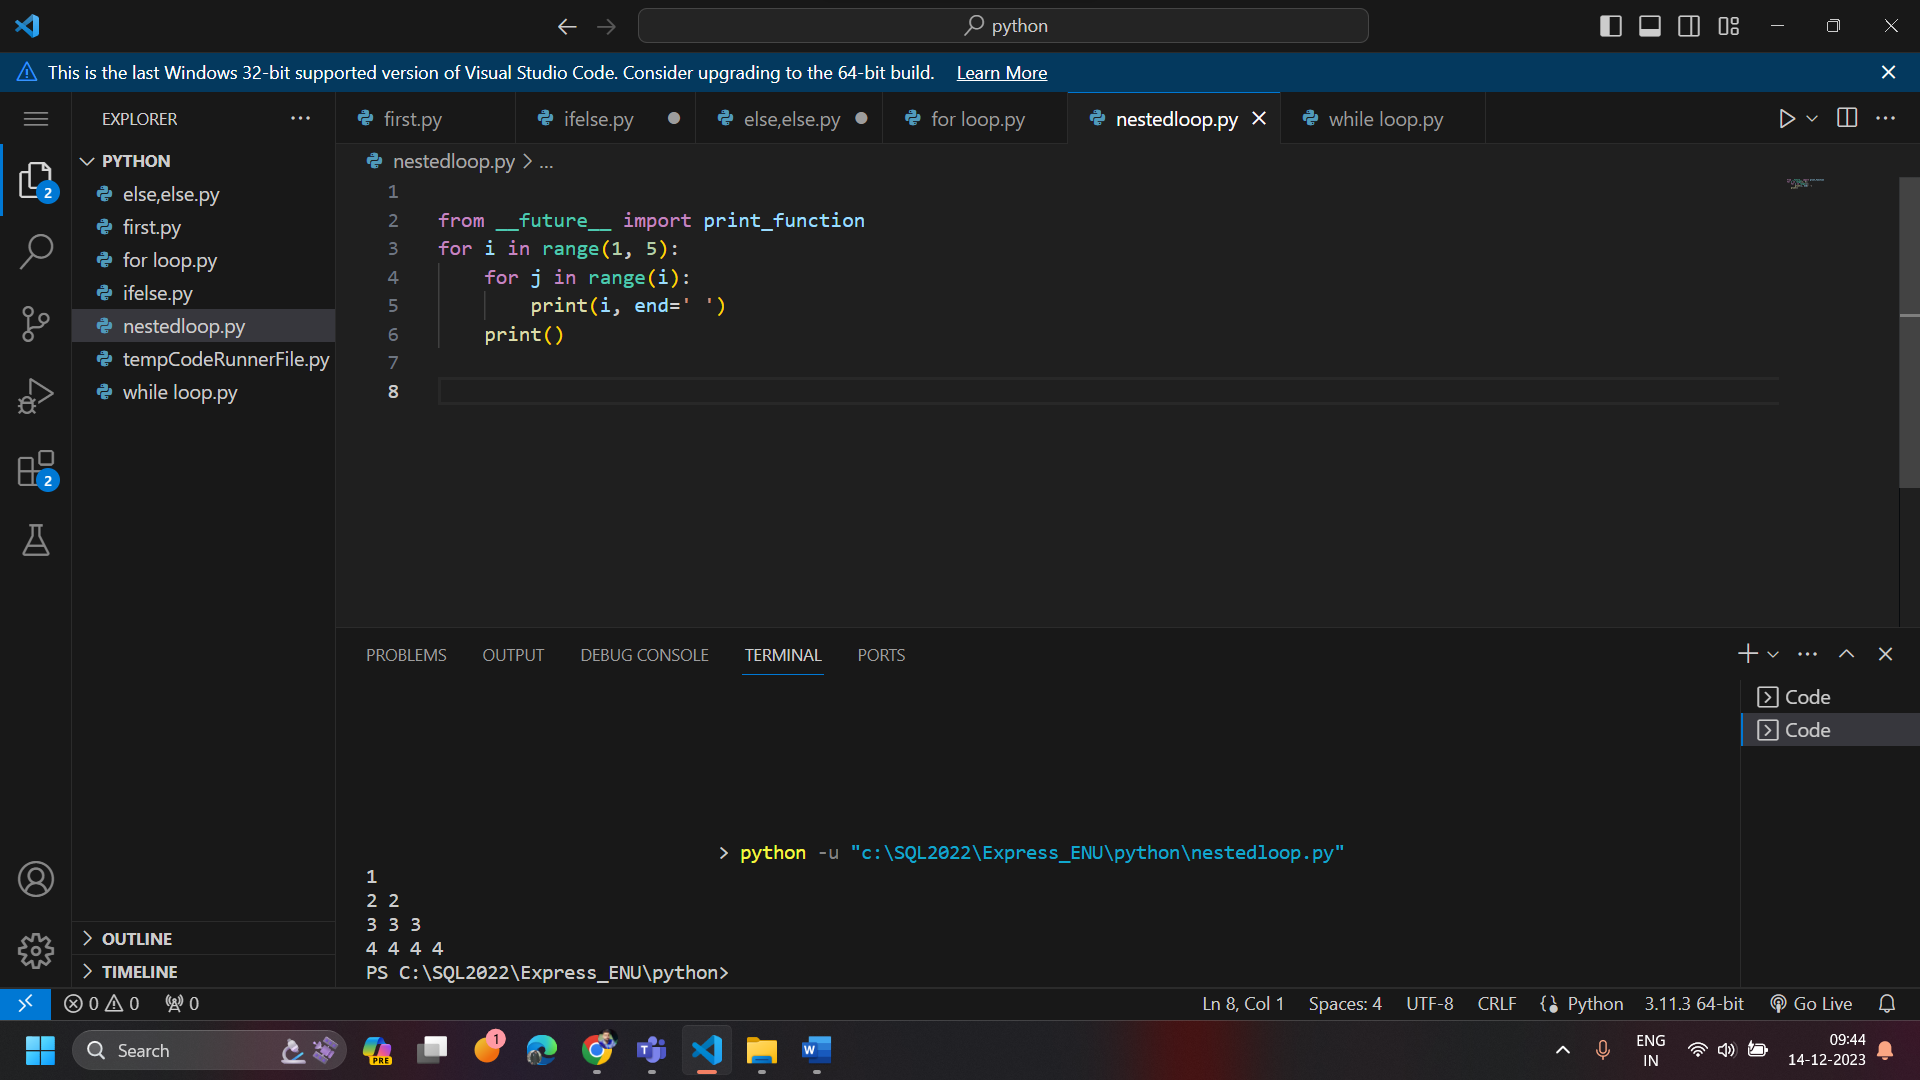 python
This is the last Windows 32-bit supported version of Visual Studio Code. Consider upgrading to the 64-bit build. Learn More
EXPLORER
first.py ifelse.py else,else.py for loop.py nestedloop.py while loop.py
PYTHON
nestedloop.py > ...
else,else.py
first.py
for loop.py
ifelse.py
nestedloop.py
tempCodeRunnerFile.py
while loop.py
2
2
1
2 from __future__ import print_function
3 for i in range(1, 5):
4     for j in range(i):
5         print(i, end=' ')
6     print()
7
8
PROBLEMS OUTPUT DEBUG CONSOLE TERMINAL PORTS
Code
Code
> python -u "c:\SQL2022\Express_ENU\python\nestedloop.py"
1
2 2
3 3 3
4 4 4 4
PS C:\SQL2022\Express_ENU\python>
OUTLINE
TIMELINE
0 0 0 Ln 8, Col 1 Spaces: 4 UTF-8 CRLF Python 3.11.3 64-bit Go Live
Search PRE 1 T W ENG
IN
09:44
14-12-2023